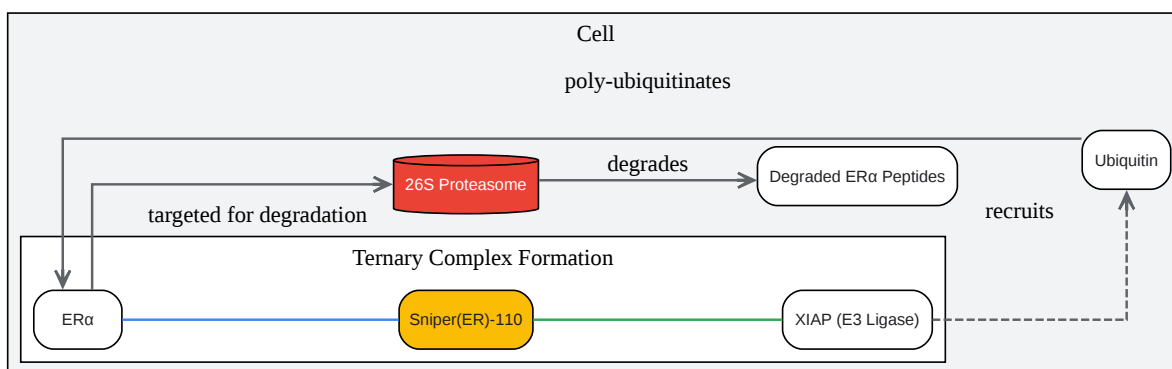 Cell
poly-ubiquitinates
Ubiquitin
26S Proteasome
degrades
Degraded ERα Peptides
targeted for degradation
recruits
Ternary Complex Formation
ERα
Sniper(ER)-110
XIAP (E3 Ligase)